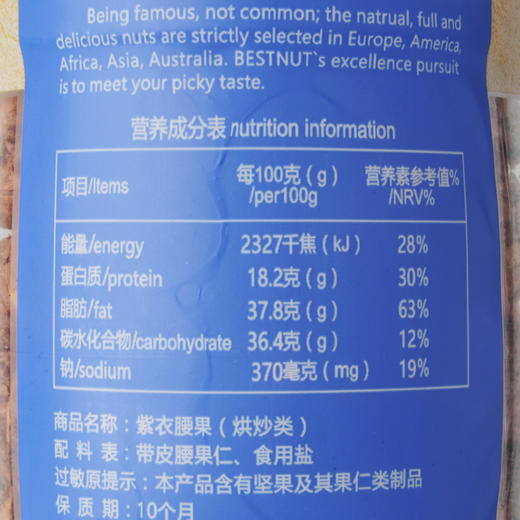 Being famous, not common; the natrual, full and
delicious nuts are strictly selected in Europe, America,
Africa, Asia, Australia. BESTNUT`s excellence pursuit
is to meet your picky taste.
营养成分表 nutrition information
项目/Items 每100克（g）/per100g 营养素参考值%/NRV%
能量/energy 2327千焦（kJ） 28%
蛋白质/protein 18.2克（g） 30%
脂肪/fat 37.8克（g） 63%
碳水化合物/carbohydrate 36.4克（g） 12%
钠/sodium 370毫克（mg） 19%
商品名称：紫衣腰果（烘炒类）
配料表：带皮腰果仁、食用盐
过敏原提示：本产品含有坚果及其果仁类制品
保质期：10个月